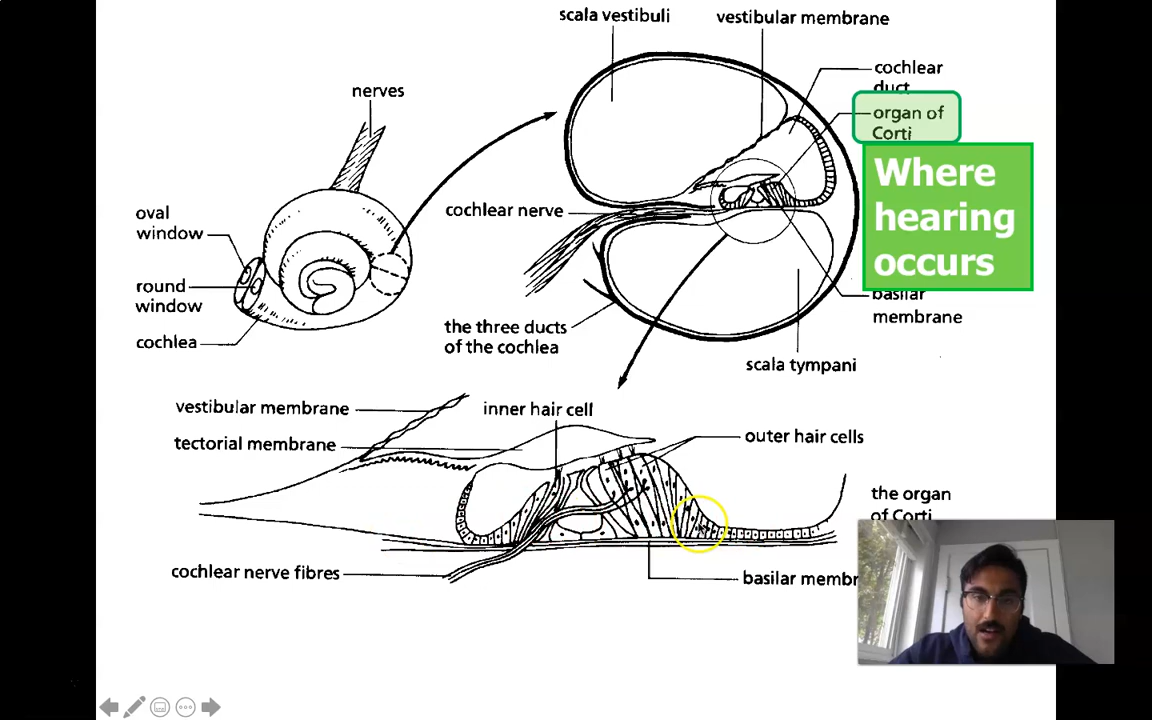 scala vestibuli
vestibular membrane
nerves
cochlear
duct
organ of
Corti
Where
hearing
occurs
oval
window
round
window
cochlea
cochlear nerve
the three ducts
of the cochlea
basilar
membrane
scala tympani
vestibular membrane
inner hair cell
tectorial membrane
outer hair cells
the organ
of Corti
cochlear nerve fibres
basilar membr